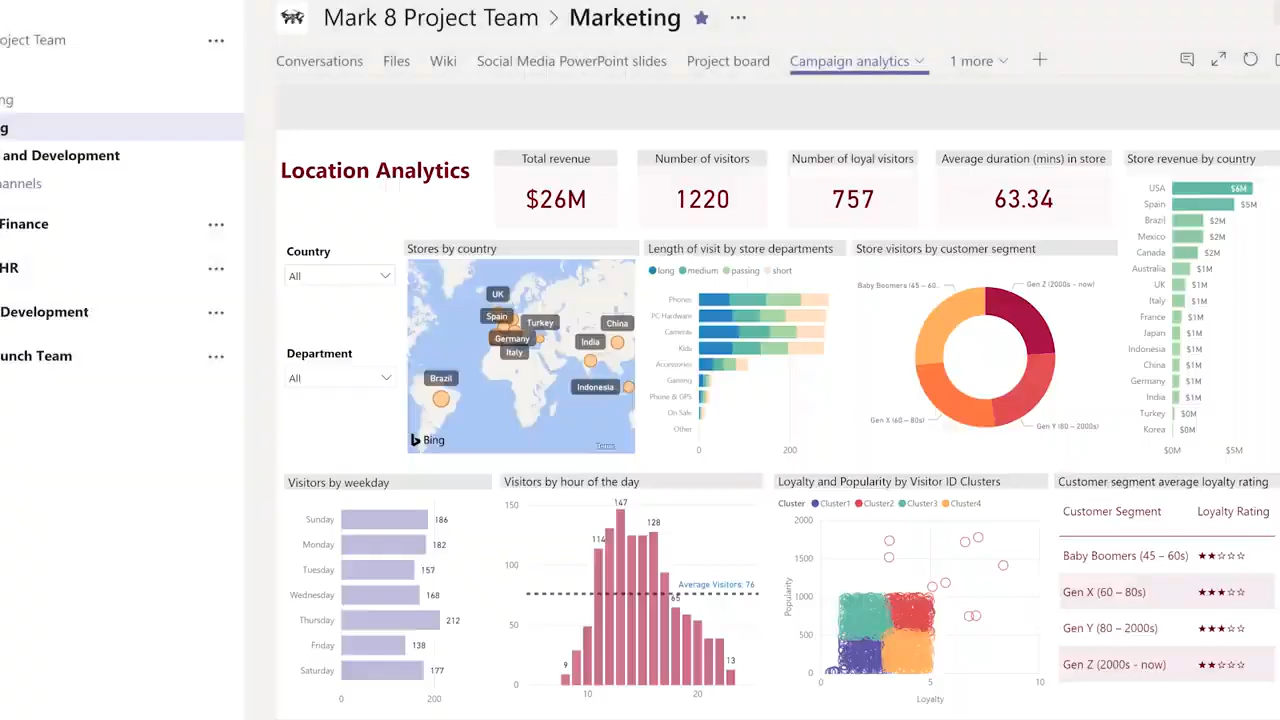 Mark 8 Project Team > Marketing
oject Team
Conversations Files Wiki Social Media PowerPoint slides Project board Campaign analytics 1 more
ng
g
and Development
hannels
Finance
HR
Development
unch Team
Location Analytics
Total revenue
$26M
Number of visitors
1220
Number of loyal visitors
757
Average duration (mins) in store
63.34
Store revenue by country
USA $6M
Spain $5M
Brazil $2M
Mexico $2M
Canada $2M
Australia $1M
UK $1M
Italy $1M
France $1M
Japan $1M
Indonesia $1M
China $1M
Germany $1M
India $1M
Turkey $0M
Korea $0M
$0M $5M
Country
All
Department
All
Stores by country
UK
Spain
Turkey
China
Germany
India
Italy
Brazil
Indonesia
Bing
Terms
Length of visit by store departments
long medium passing short
Phones
PC Hardware
Cameras
Kids
Accessories
Gaming
Phone & GPS
On Sale
Other
0 200
Store visitors by customer segment
Baby Boomers (45 – 60...
Gen Z (2000s – now)
Gen X (60 – 80s)
Gen Y (80 – 2000s)
Visitors by weekday
Sunday 186
Monday 182
Tuesday 157
Wednesday 168
Thursday 212
Friday 138
Saturday 177
0 200
Visitors by hour of the day
150
147
128
114
100
Average Visitors: 76
65
50
9
13
0
10 20
Loyalty and Popularity by Visitor ID Clusters
Cluster Cluster1 Cluster2 Cluster3 Cluster4
Popularity
2000
1500
1000
500
0
0 5 10
Loyalty
Customer segment average loyalty rating
Customer Segment Loyalty Rating
Baby Boomers (45 – 60s) ★★☆☆☆
Gen X (60 – 80s) ★★★☆☆
Gen Y (80 – 2000s) ★★★☆☆
Gen Z (2000s - now) ★★☆☆☆